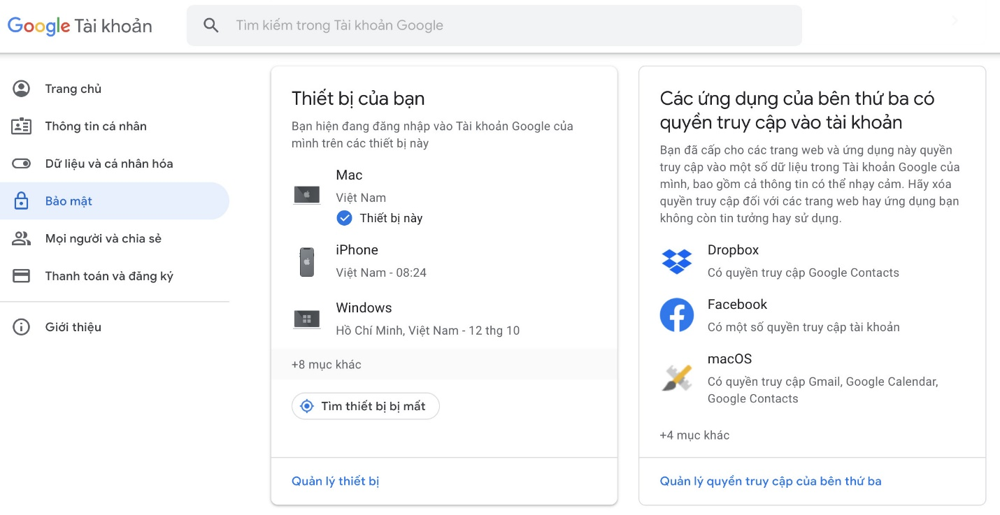 Google Tài khoản
Tìm kiếm trong Tài khoản Google
Trang chủ
Thông tin cá nhân
Dữ liệu và cá nhân hóa
Bảo mật
Mọi người và chia sẻ
Thanh toán và đăng ký
Giới thiệu
Thiết bị của bạn
Bạn hiện đang đăng nhập vào Tài khoản Google của
mình trên các thiết bị này
Mac
Việt Nam
Thiết bị này
iPhone
Việt Nam - 08:24
Windows
Hồ Chí Minh, Việt Nam - 12 thg 10
+8 mục khác
Tìm thiết bị bị mất
Quản lý thiết bị
Các ứng dụng của bên thứ ba có
quyền truy cập vào tài khoản
Bạn đã cấp cho các trang web và ứng dụng này quyền
truy cập vào một số dữ liệu trong Tài khoản Google của
mình, bao gồm cả thông tin có thể nhạy cảm. Hãy xóa
quyền truy cập đối với các trang web hay ứng dụng bạn
không còn tin tưởng hay sử dụng.
Dropbox
Có quyền truy cập Google Contacts
Facebook
Có một số quyền truy cập tài khoản
macOS
Có quyền truy cập Gmail, Google Calendar,
Google Contacts
+4 mục khác
Quản lý quyền truy cập của bên thứ ba